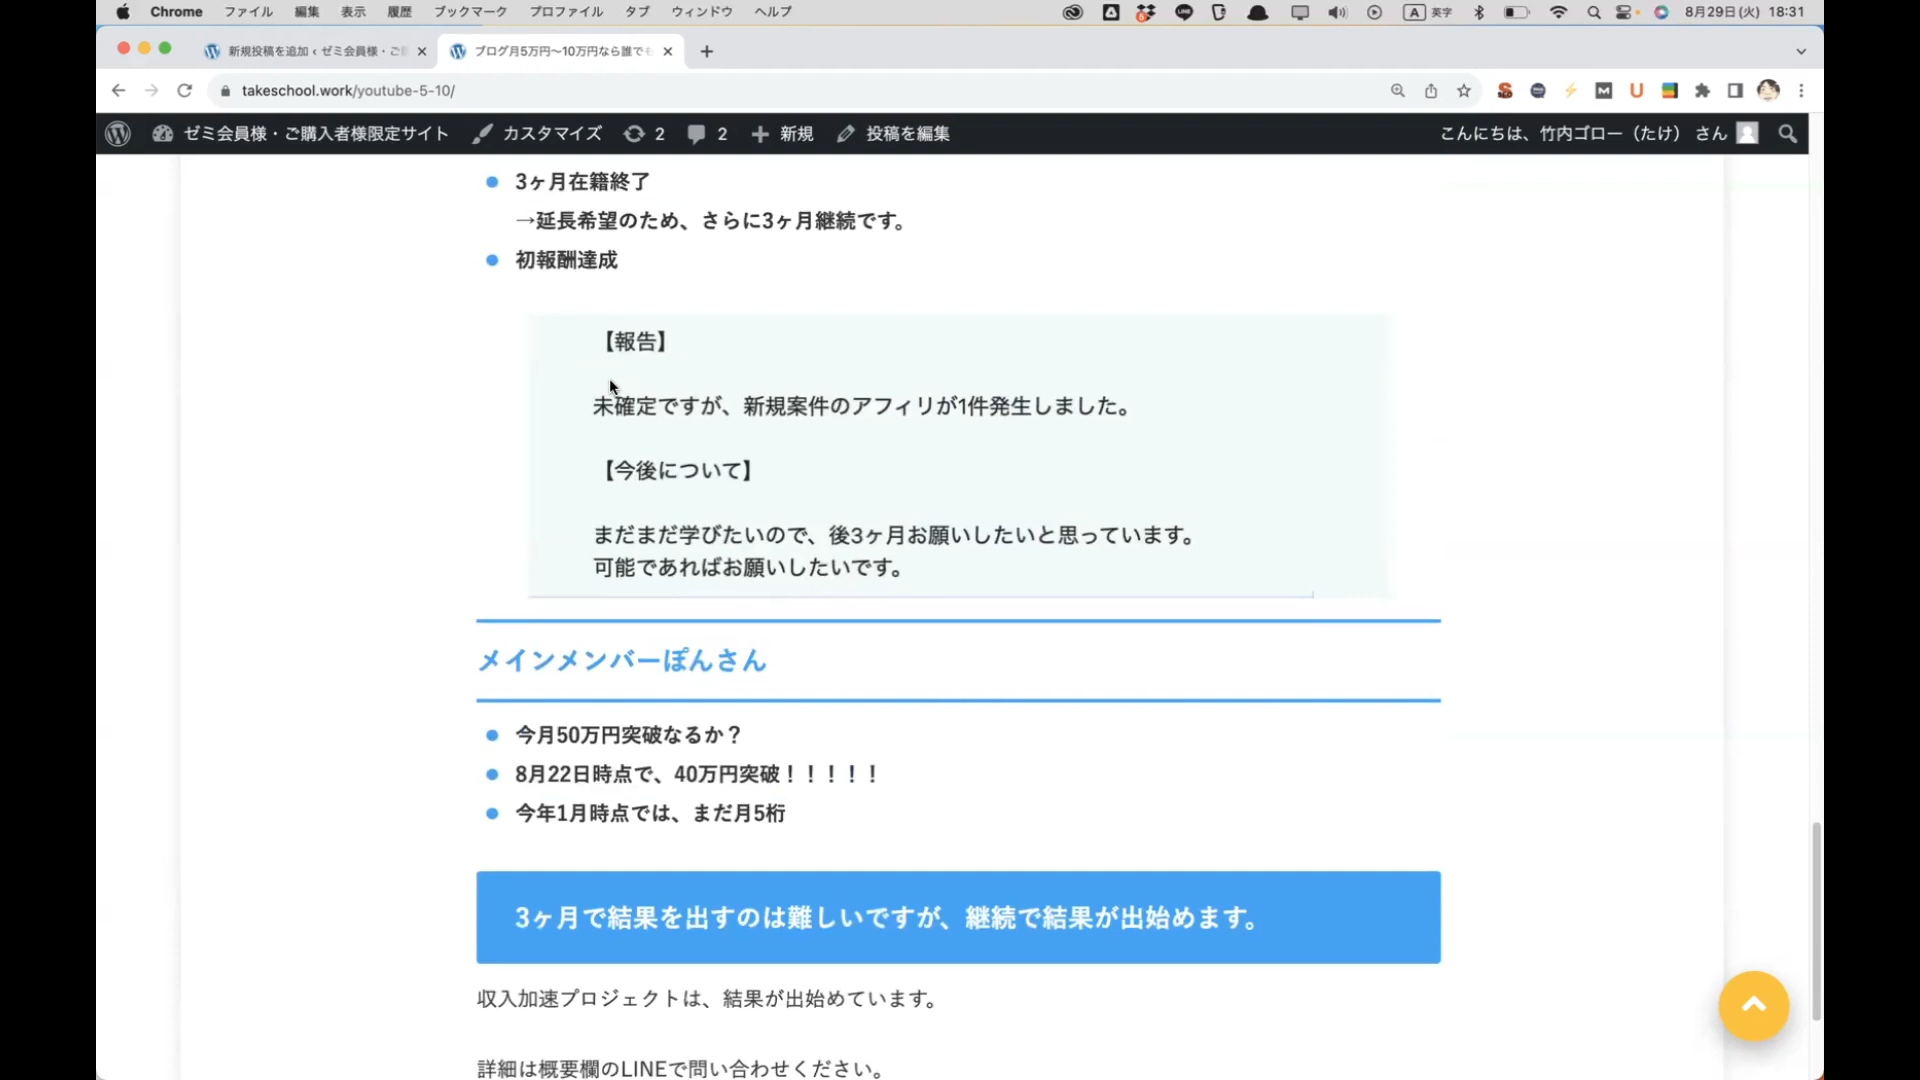 Chrome ファイル 編集 表示 履歴 ブックマーク プロファイル タブ ウィンドウ ヘルプ
A 英字 8月29日(火) 18:31
新規投稿を追加 ‹ ゼミ会員様・ご
ブログ月5万円〜10万円なら誰でも
takeschool.work/youtube-5-10/
ゼミ会員様・ご購入者様限定サイト カスタマイズ 2 2 新規 投稿を編集
こんにちは、竹内ゴロー（たけ） さん
3ヶ月在籍終了
→延長希望のため、さらに3ヶ月継続です。
初報酬達成
【報告】
未確定ですが、新規案件のアフィリが1件発生しました。
【今後について】
まだまだ学びたいので、後3ヶ月お願いしたいと思っています。
可能であればお願いしたいです。
メインメンバーぽんさん
今月50万円突破なるか？
8月22日時点で、40万円突破！！！！！
今年1月時点では、まだ月5桁
3ヶ月で結果を出すのは難しいですが、継続で結果が出始めます。
収入加速プロジェクトは、結果が出始めています。
詳細は概要欄のLINEで問い合わせください。